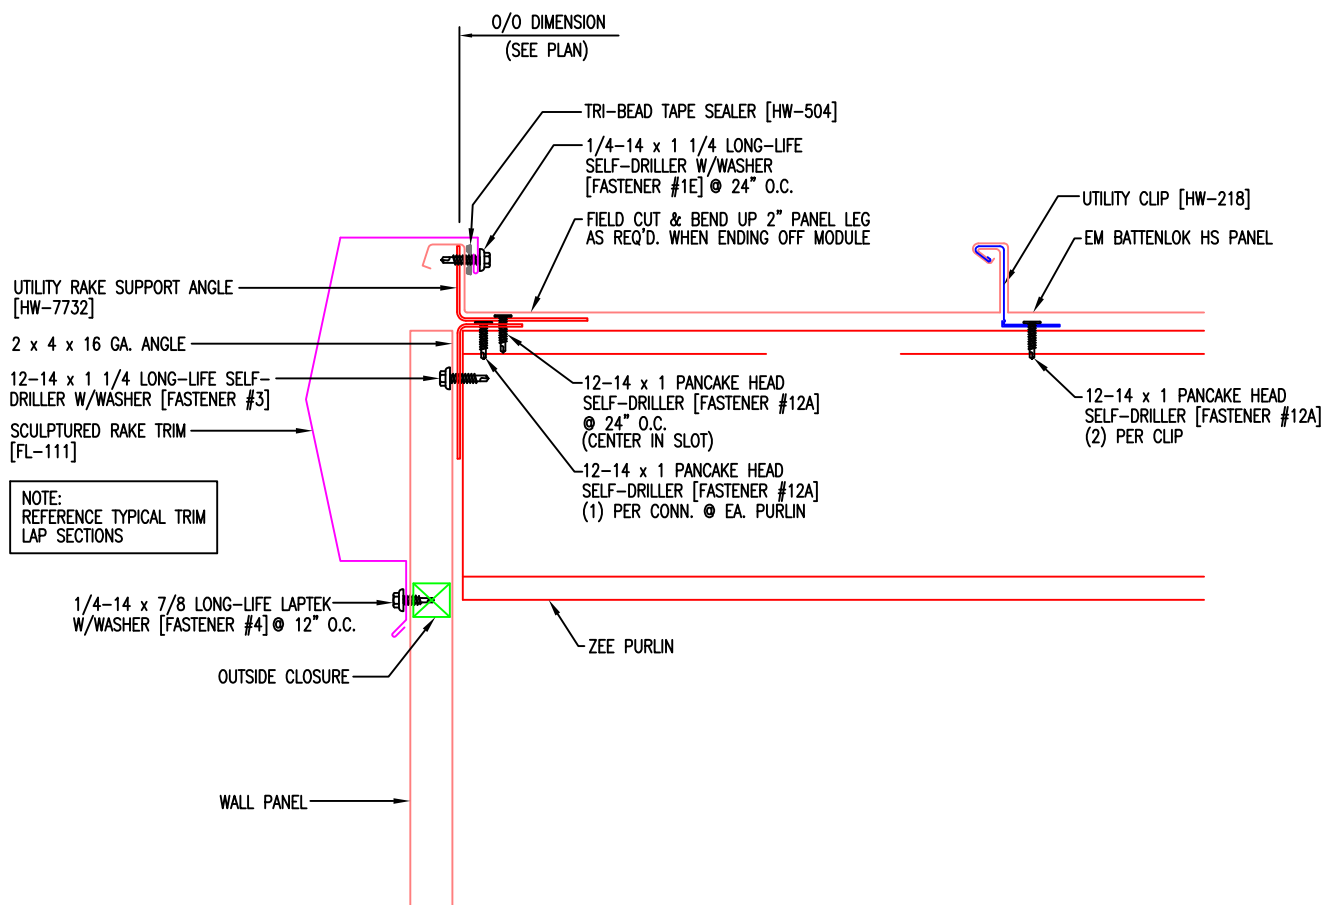 O/O DIMENSION
(SEE PLAN)
TRI-BEAD TAPE SEALER [HW-504]
1/4-14 x 1 1/4 LONG-LIFE
SELF-DRILLER W/WASHER
[FASTENER #1E] @ 24" O.C.
FIELD CUT & BEND UP 2" PANEL LEG
AS REQ'D. WHEN ENDING OFF MODULE
UTILITY CLIP [HW-218]
EM BATTENLOK HS PANEL
UTILITY RAKE SUPPORT ANGLE
[HW-7732]
2 x 4 x 16 GA. ANGLE
12-14 x 1 1/4 LONG-LIFE SELF-
DRILLER W/WASHER [FASTENER #3]
SCULPTURED RAKE TRIM
[FL-111]
NOTE:
REFERENCE TYPICAL TRIM
LAP SECTIONS
12-14 x 1 PANCAKE HEAD
SELF-DRILLER [FASTENER #12A]
@ 24" O.C.
(CENTER IN SLOT)
12-14 x 1 PANCAKE HEAD
SELF-DRILLER [FASTENER #12A]
(1) PER CONN. @ EA. PURLIN
12-14 x 1 PANCAKE HEAD
SELF-DRILLER [FASTENER #12A]
(2) PER CLIP
1/4-14 x 7/8 LONG-LIFE LAPTEK
W/WASHER [FASTENER #4] @ 12" O.C.
ZEE PURLIN
OUTSIDE CLOSURE
WALL PANEL